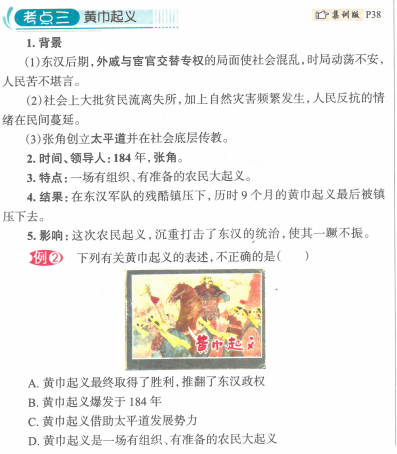 考点三 黄巾起义 集训版 P38
1. 背景
(1)东汉后期,外戚与宦官交替专权的局面使社会混乱,时局动荡不安,
人民苦不堪言。
(2)社会上大批贫民流离失所,加上自然灾害频繁发生,人民反抗的情
绪在民间蔓延。
(3)张角创立太平道并在社会底层传教。
2. 时间、领导人:184 年,张角。
3. 特点:一场有组织、有准备的农民大起义。
4. 结果:在东汉军队的残酷镇压下,历时 9 个月的黄巾起义最后被镇
压下去。
5. 影响:这次农民起义,沉重打击了东汉的统治,使其一蹶不振。
例② 下列有关黄巾起义的表述,不正确的是( )
黄巾起义
A. 黄巾起义最终取得了胜利,推翻了东汉政权
B. 黄巾起义爆发于 184 年
C. 黄巾起义借助太平道发展势力
D. 黄巾起义是一场有组织、有准备的农民大起义